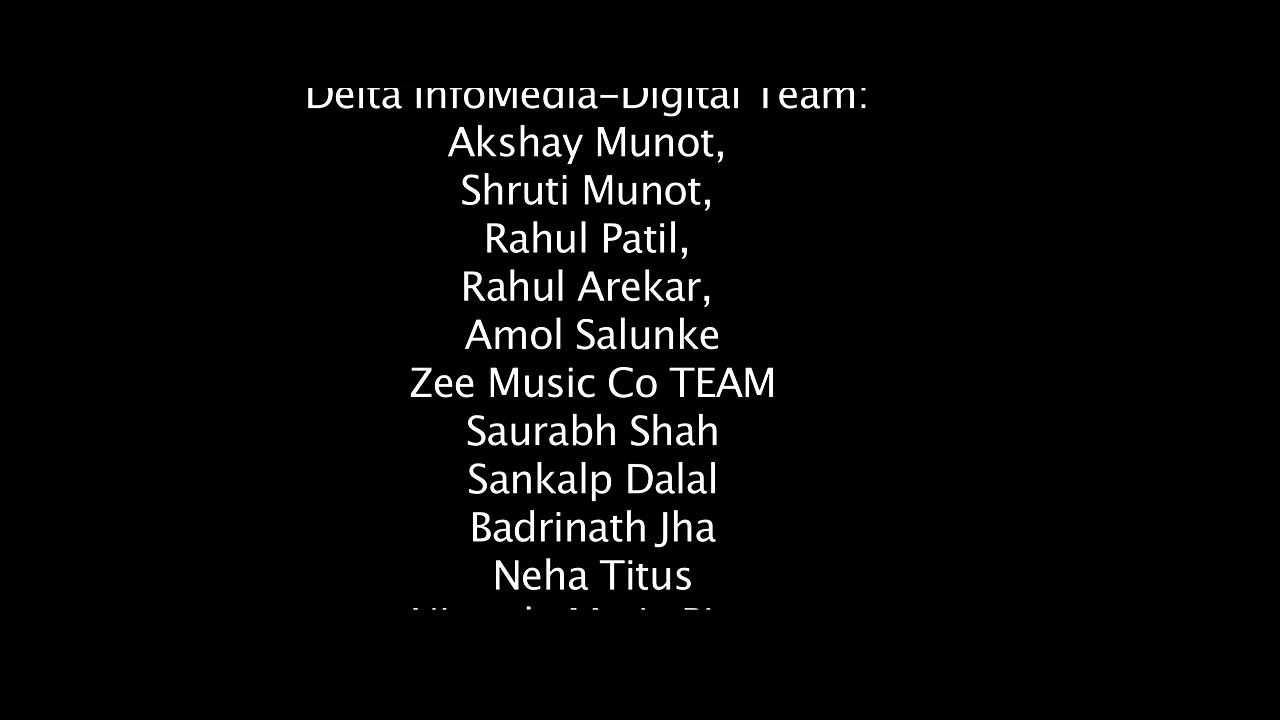 Delta InfoMedia-Digital Team:
Akshay Munot,
Shruti Munot,
Rahul Patil,
Rahul Arekar,
Amol Salunke
Zee Music Co TEAM
Saurabh Shah
Sankalp Dalal
Badrinath Jha
Neha Titus